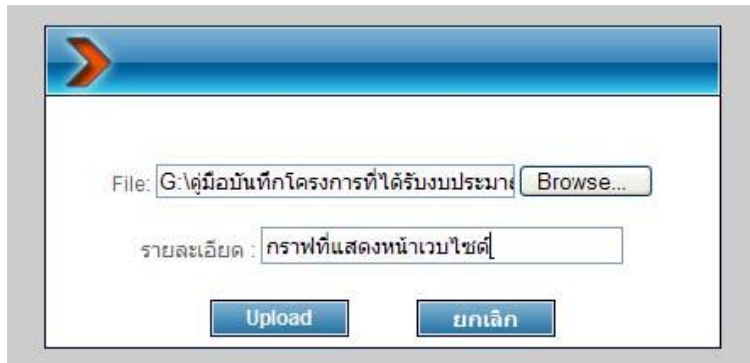 File: G:\คู่มือบันทึกโครงการที่ได้รับงบประมา Browse...
รายละเอียด : กราฟที่แสดงหน้าเวบไซด์
Upload ยกเลิก